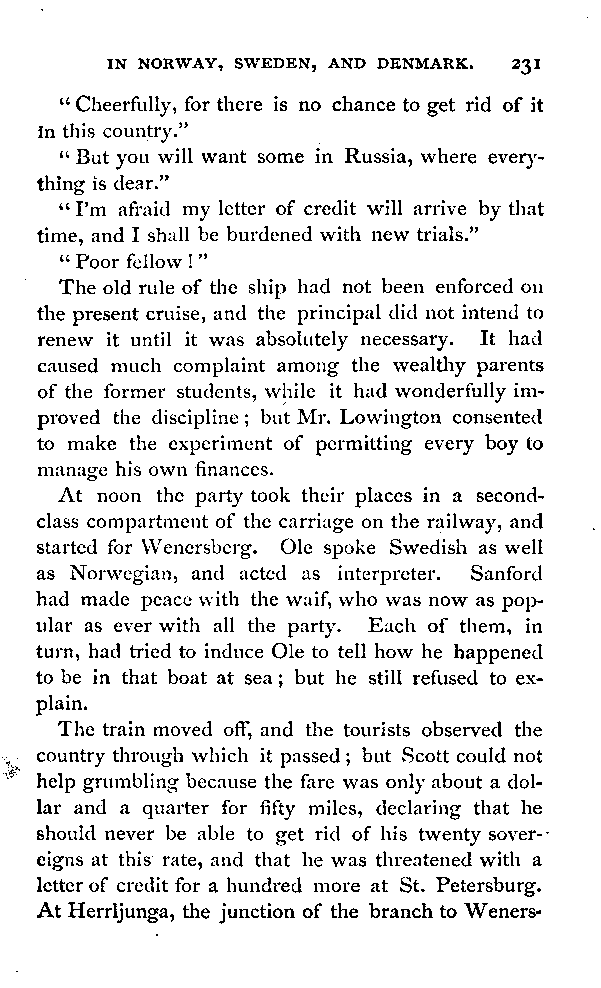 IN NORWAY, SWEDEN, AND DENMARK. 231
“Cheerfully, for there is no chance to get rid of it
in this country.”
“But you will want some in Russia, where every-
thing is dear.”
“I’m afraid my letter of credit will arrive by that
time, and I shall be burdened with new trials.”
“Poor fellow!”
The old rule of the ship had not been enforced on
the present cruise, and the principal did not intend to
renew it until it was absolutely necessary. It had
caused much complaint among the wealthy parents
of the former students, while it had wonderfully im-
proved the discipline; but Mr. Lowington consented
to make the experiment of permitting every boy to
manage his own finances.
At noon the party took their places in a second-
class compartment of the carriage on the railway, and
started for Wenersberg. Ole spoke Swedish as well
as Norwegian, and acted as interpreter. Sanford
had made peace with the waif, who was now as pop-
ular as ever with all the party. Each of them, in
turn, had tried to induce Ole to tell how he happened
to be in that boat at sea; but he still refused to ex-
plain.
The train moved off, and the tourists observed the
country through which it passed; but Scott could not
help grumbling because the fare was only about a dol-
lar and a quarter for fifty miles, declaring that he
should never be able to get rid of his twenty sover-
eigns at this rate, and that he was threatened with a
letter of credit for a hundred more at St. Petersburg.
At Herrljunga, the junction of the branch to Weners-